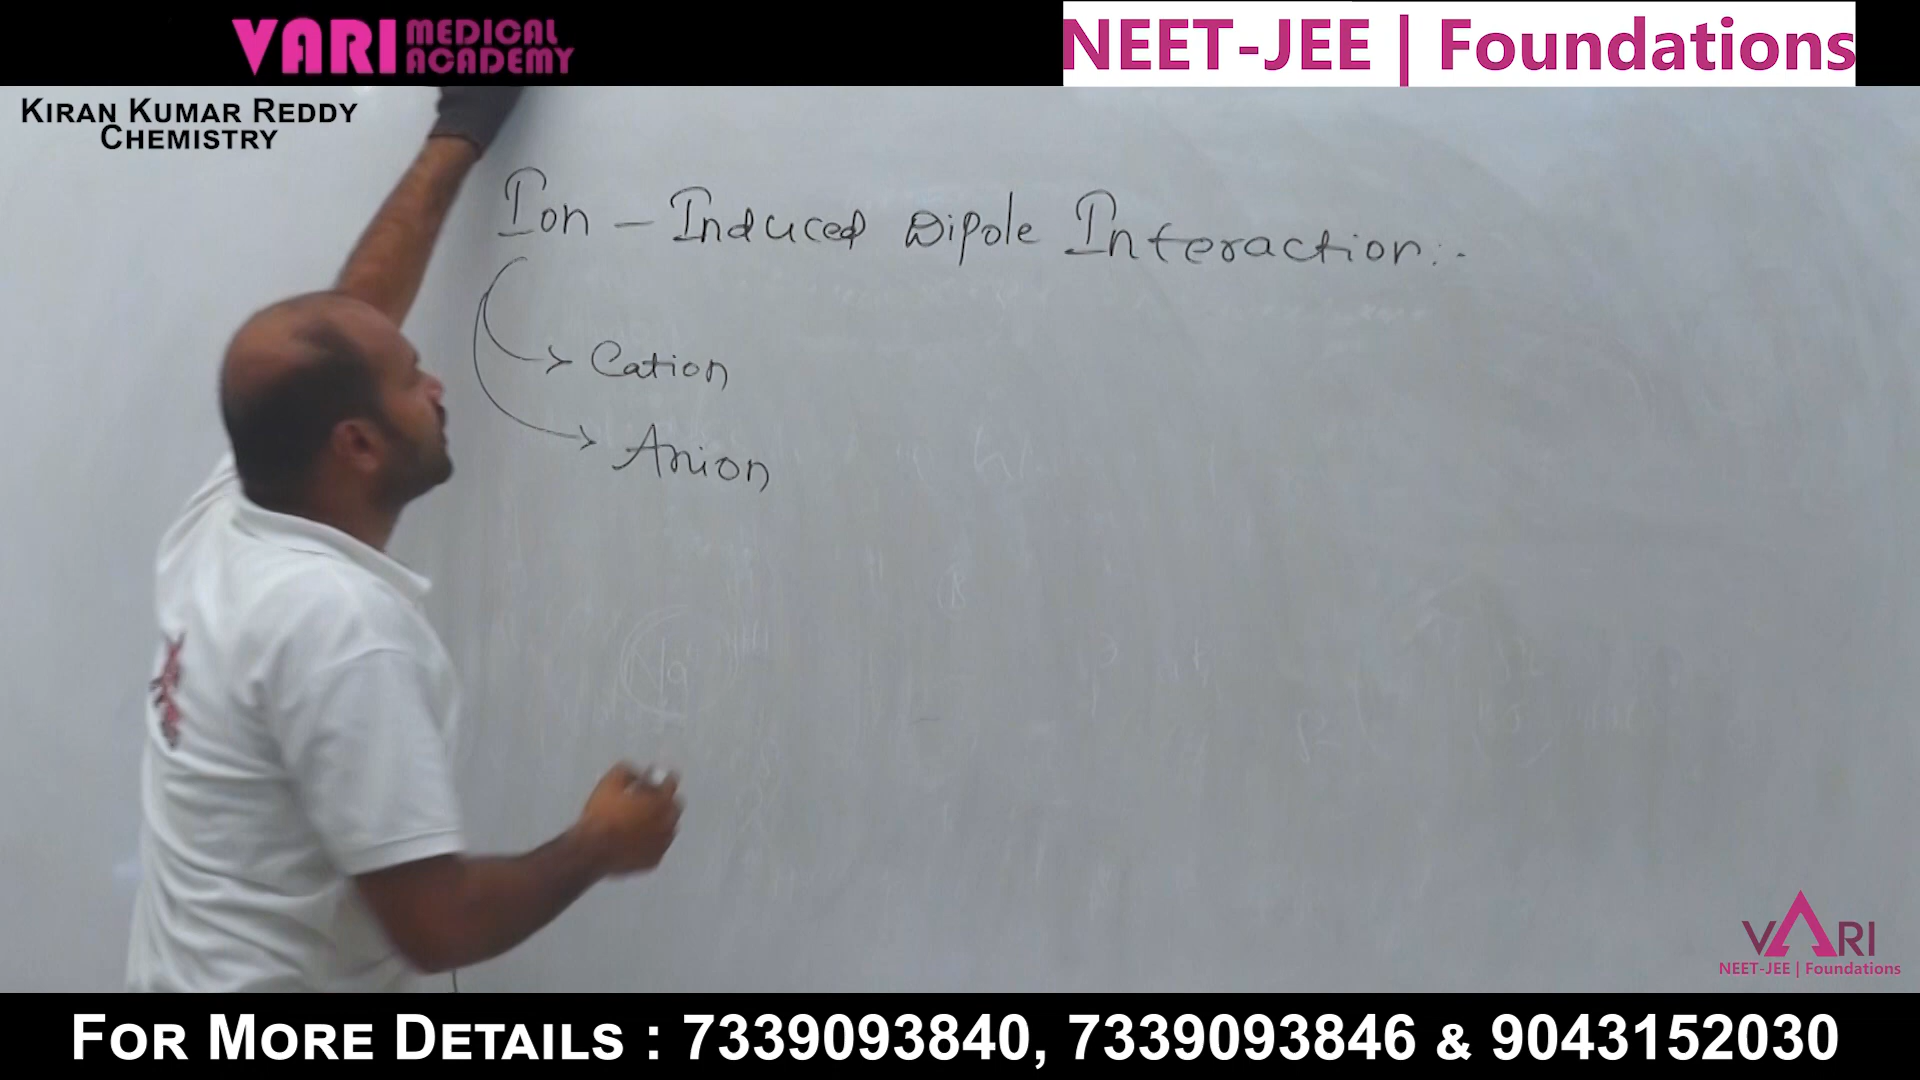 VARI MEDICAL ACADEMY
NEET-JEE | Foundations
KIRAN KUMAR REDDY
CHEMISTRY
Ion - Induced Dipole Interaction:-
Cation
Anion
VARI
NEET-JEE | Foundations
FOR MORE DETAILS : 7339093840, 7339093846 & 9043152030